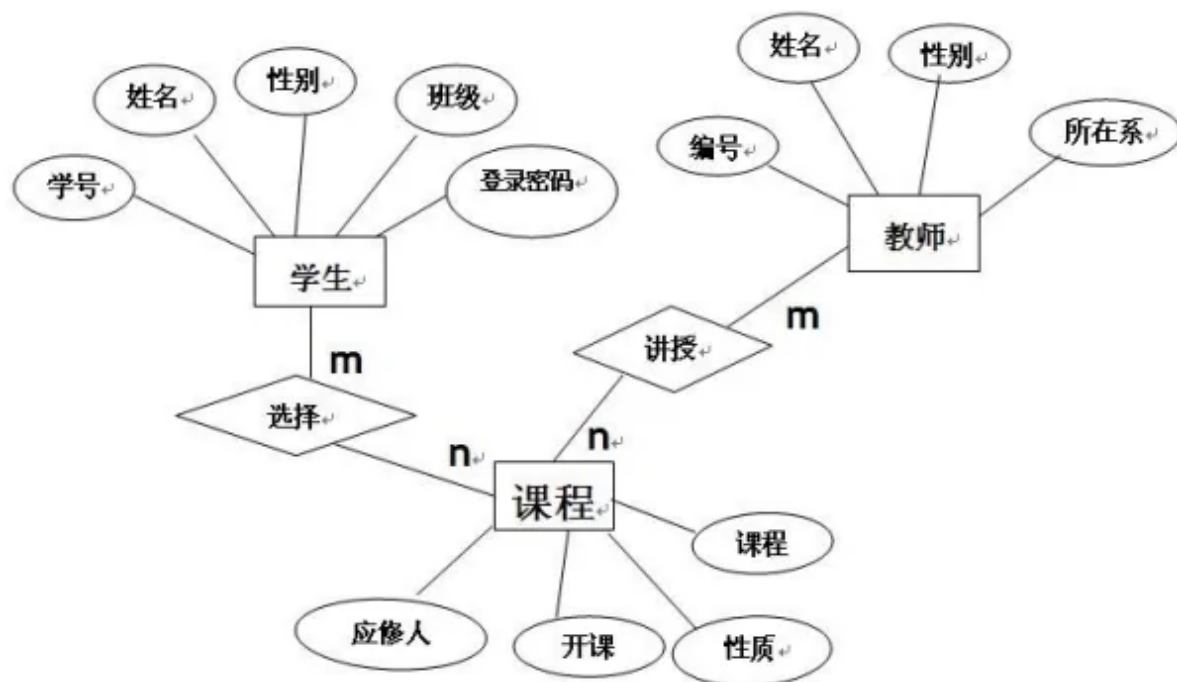 姓名
性别
姓名
性别
班级
编号
所在系
学号
登录密码
教师
学生
m
讲授
m
选择
n
n
课程
课程
应修人
开课
性质